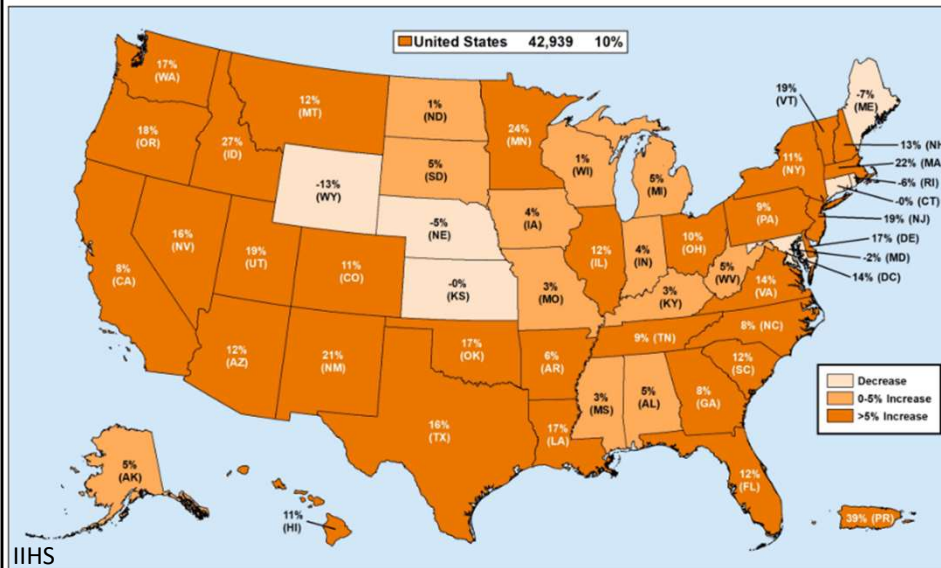 United States 42,939 10%
17%
(WA)
12%
(MT)
1%
(ND)
24%
(MN)
19%
(VT)
-7%
(ME)
18%
(OR)
27%
(ID)
-13%
(WY)
5%
(SD)
1%
(WI)
5%
(MI)
11%
(NY)
13% (NH
22% (MA
-6% (RI)
-0% (CT)
19% (NJ)
17% (DE)
-2% (MD)
14% (DC)
8%
(CA)
16%
(NV)
19%
(UT)
11%
(CO)
-5%
(NE)
4%
(IA)
12%
(IL)
4%
(IN)
10%
(OH)
9%
(PA)
-0%
(KS)
3%
(MO)
3%
(KY)
5%
(WV)
14%
(VA)
12%
(AZ)
21%
(NM)
17%
(OK)
6%
(AR)
9% (TN)
8% (NC)
12%
(SC)
16%
(TX)
17%
(LA)
3%
(MS)
5%
(AL)
8%
(GA)
12%
(FL)
Decrease
0-5% Increase
>5% Increase
5%
(AK)
11%
(HI)
39% (PR)
IIHS